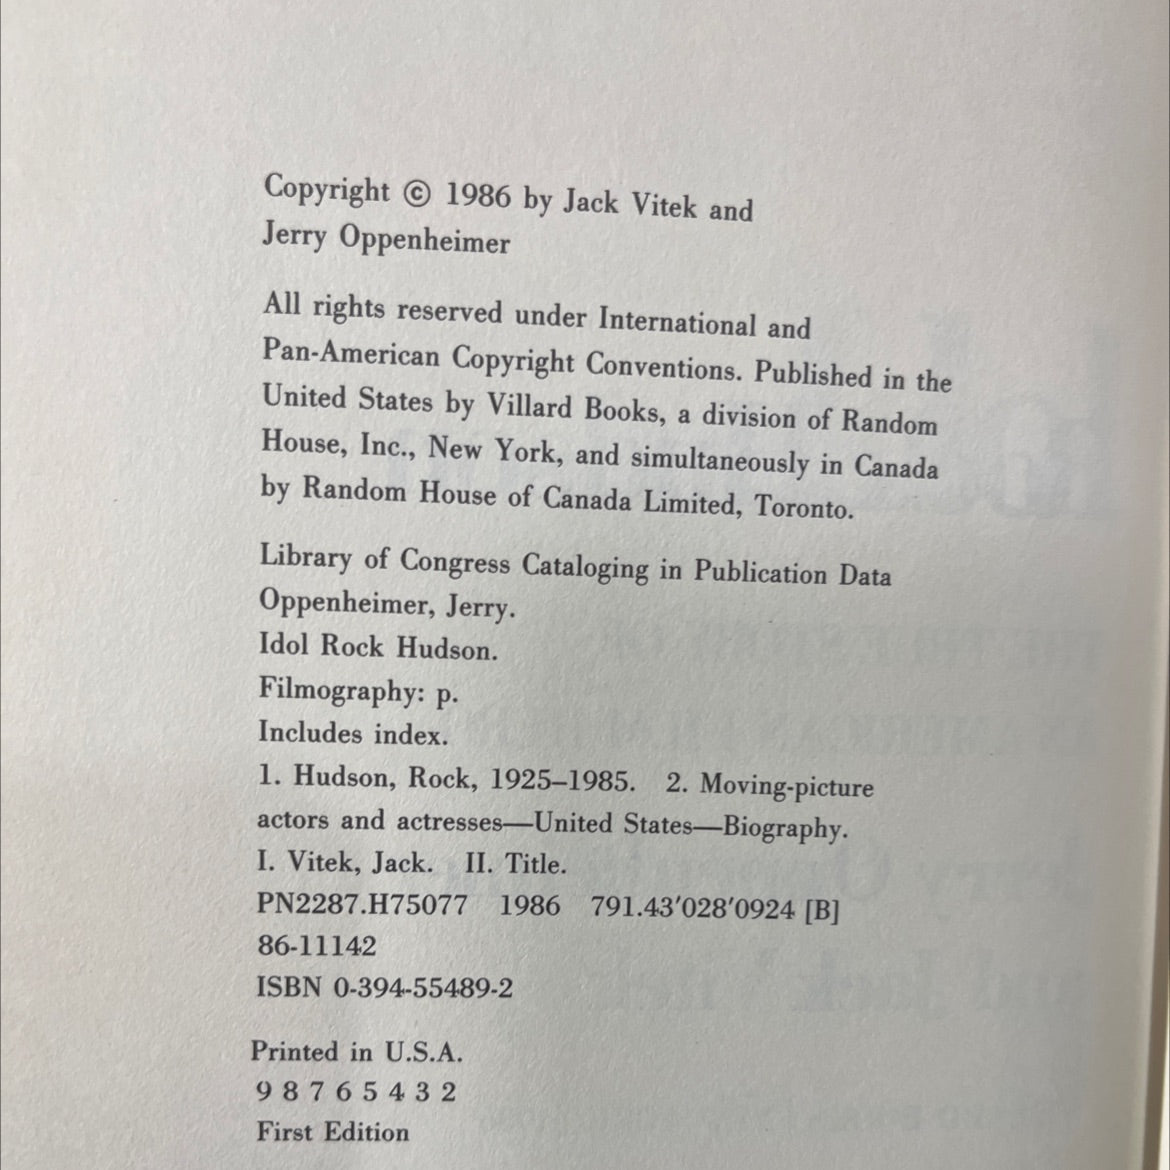 Copyright © 1986 by Jack Vitek and
Jerry Oppenheimer
All rights reserved under International and
Pan-American Copyright Conventions. Published in the
United States by Villard Books, a division of Random
House, Inc., New York, and simultaneously in Canada
by Random House of Canada Limited, Toronto.
Library of Congress Cataloging in Publication Data
Oppenheimer, Jerry.
Idol Rock Hudson.
Filmography: p.
Includes index.
1. Hudson, Rock, 1925–1985. 2. Moving-picture
actors and actresses—United States—Biography.
I. Vitek, Jack. II. Title.
PN2287.H75077 1986 791.43'028'0924 [B]
86-11142
ISBN 0-394-55489-2
Printed in U.S.A.
9 8 7 6 5 4 3 2
First Edition